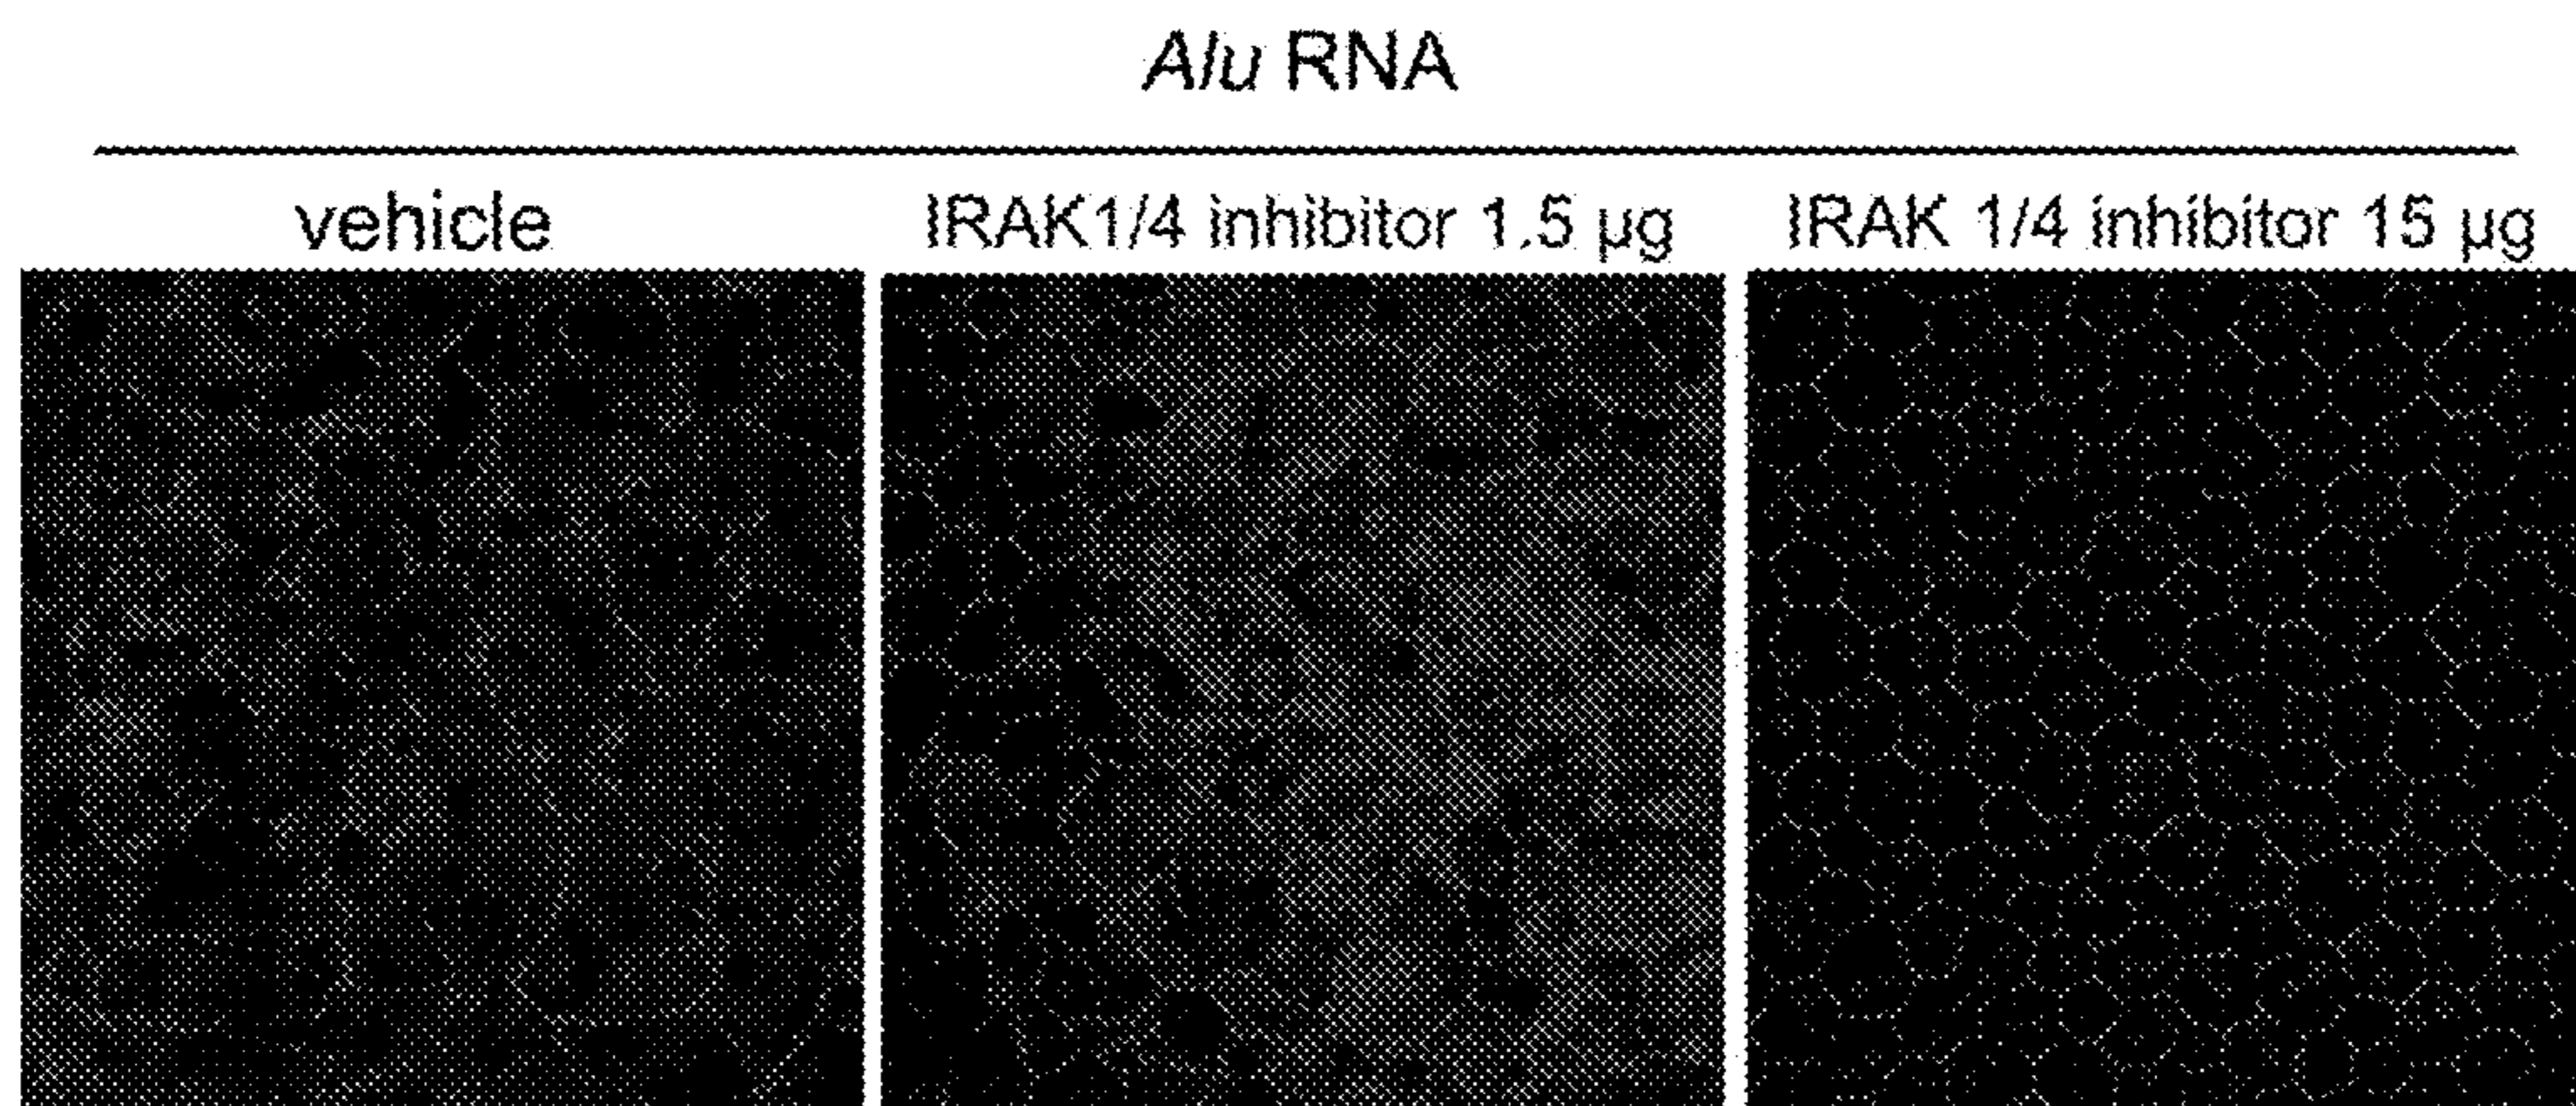 Alu RNA
vehicle
IRAK1/4 inhibitor 1.5 µg
IRAK 1/4 inhibitor 15 µg